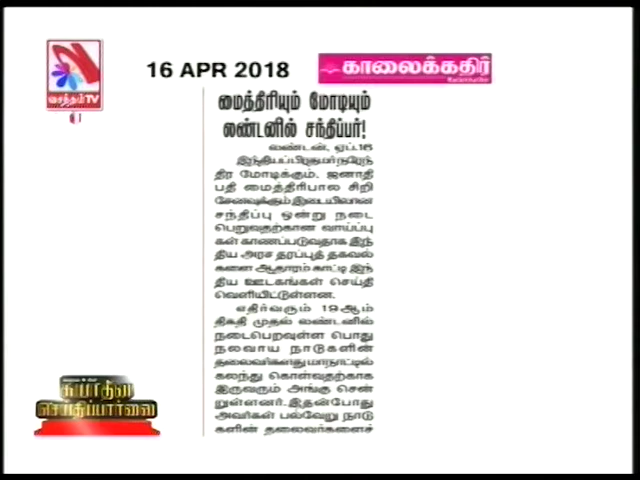 வசந்தம்TV
16 APR 2018
காலைக்கதிர்
மைத்திரியும் மோடியும்
லண்டனில் சந்திப்பர்!
லண்டன், ஏப்.16
இந்தியப்பிரதமர் நரேந்
திர மோடிக்கும், ஜனாதி
பதி மைத்திரிபால சிறி
சேனவுக்கும் இடையிலான
சந்திப்பு ஒன்று நடை
பெறுவதற்கான வாய்ப்பு
கள் காணப்படுவதாக இந்
திய அரச தரப்புத் தகவல்
களை ஆதாரம் காட்டி இந்
திய ஊடகங்கள் செய்தி
வெளியிட்டுள்ளன.
எதிர்வரும் 19ஆம்
திகதி முதல் லண்டனில்
நடைபெறவுள்ள பொது
நலவாய நாடுகளின்
தலைவர்களது மாநாட்டில்
கலந்து கொள்வதற்காக
இருவரும் அங்கு சென்
றுள்ளனர். இதன்போது
அவர்கள் பல்வேறு நாடு
களின் தலைவர்களைச்
செய்திப்பார்வை